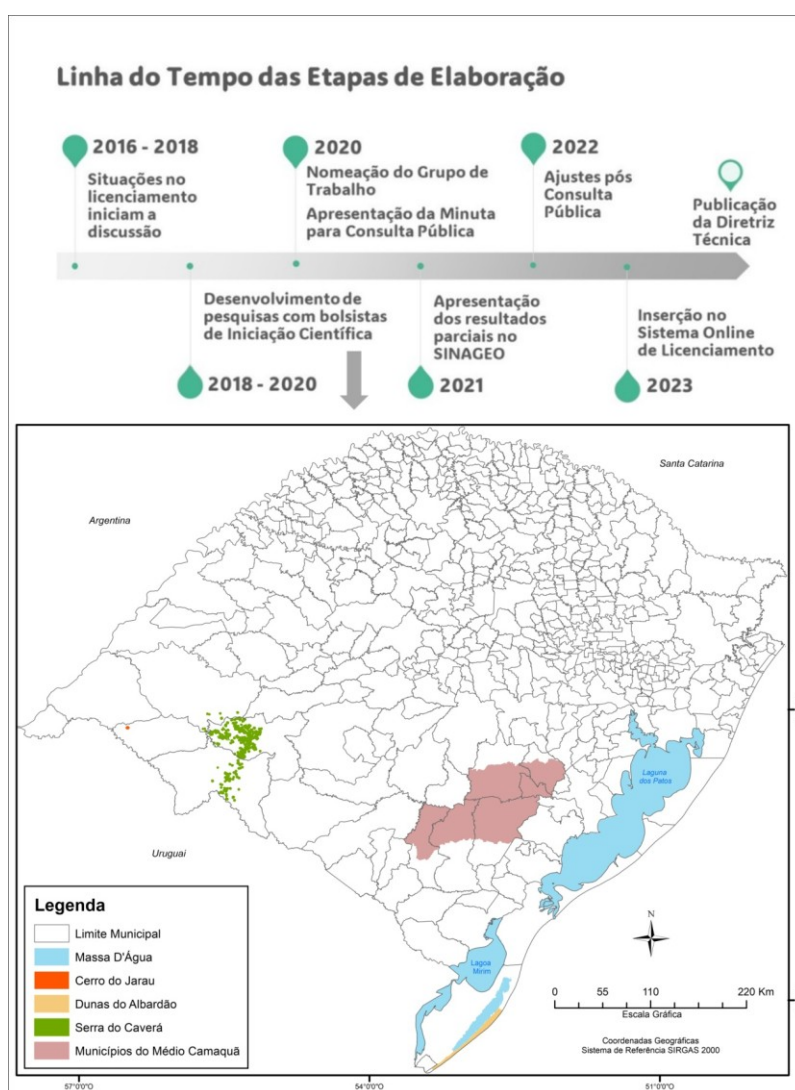 Linha do Tempo das Etapas de Elaboração
2016 - 2018
Situações no
licenciamento
iniciam a
discussão
2020
Nomeação do Grupo de
Trabalho
Apresentação da Minuta
para Consulta Pública
2022
Ajustes pós
Consulta
Pública
Publicação
da Diretriz
Técnica
Desenvolvimento de
pesquisas com bolsistas
de Iniciação Científica
2018 - 2020
Apresentação
dos resultados
parciais no
SINAGEO
2021
Inserção no
Sistema Online
de Licenciamento
2023
Santa Catarina
Argentina
Laguna
dos Patos
Uruguai
Lagoa
Mirim
Legenda
Limite Municipal
Massa D'Água
Cerro do Jarau
Dunas do Albardão
Serra do Caverá
Municípios do Médio Camaquã
N
0 55 110 220 Km
Escala Gráfica
Coordenadas Geográficas
Sistema de Referência SIRGAS 2000
57°0'0"O 54°0'0"O 51°0'0"O